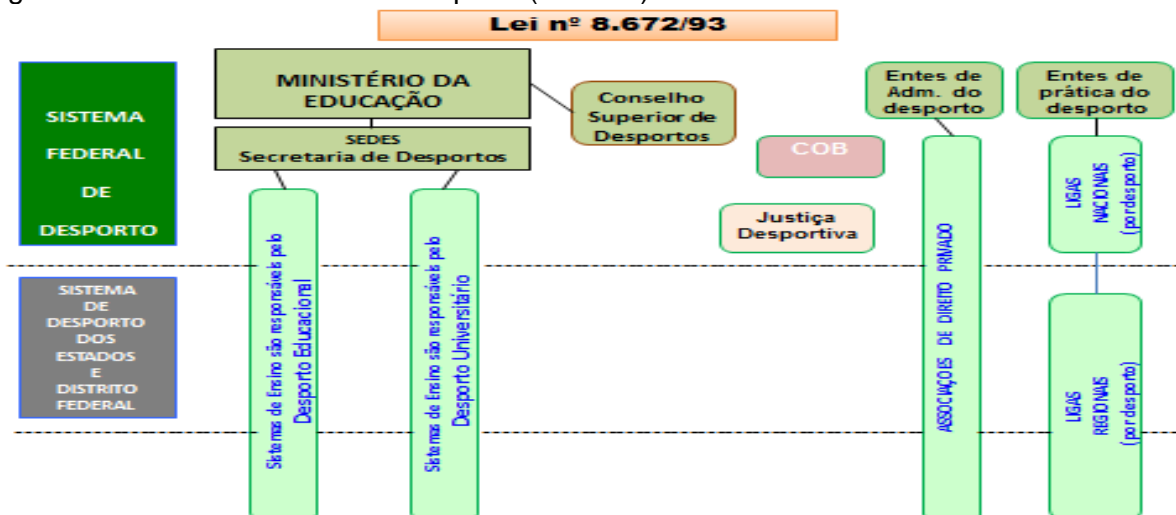 Lei nº 8.672/93
SISTEMA
FEDERAL
DE
DESPORTO
MINISTÉRIO DA
EDUCAÇÃO
SEDES
Secretaria de Desportos
Conselho
Superior de
Desportos
COB
Justiça
Desportiva
Entes de
Adm. do
desporto
Entes de
prática do
desporto
Sistemas de Ensino são responsáveis pelo
Desporto Educacional
Sistemas de Ensino são responsáveis pelo
Desporto Universitário
ASSOCIAÇÕES DE DIREITO PRIVADO
LIGAS
NACIONAIS
(por desporto)
SISTEMA
DE
DESPORTO
DOS
ESTADOS
E
DISTRITO
FEDERAL
LIGAS
REGIONAIS
(por desporto)